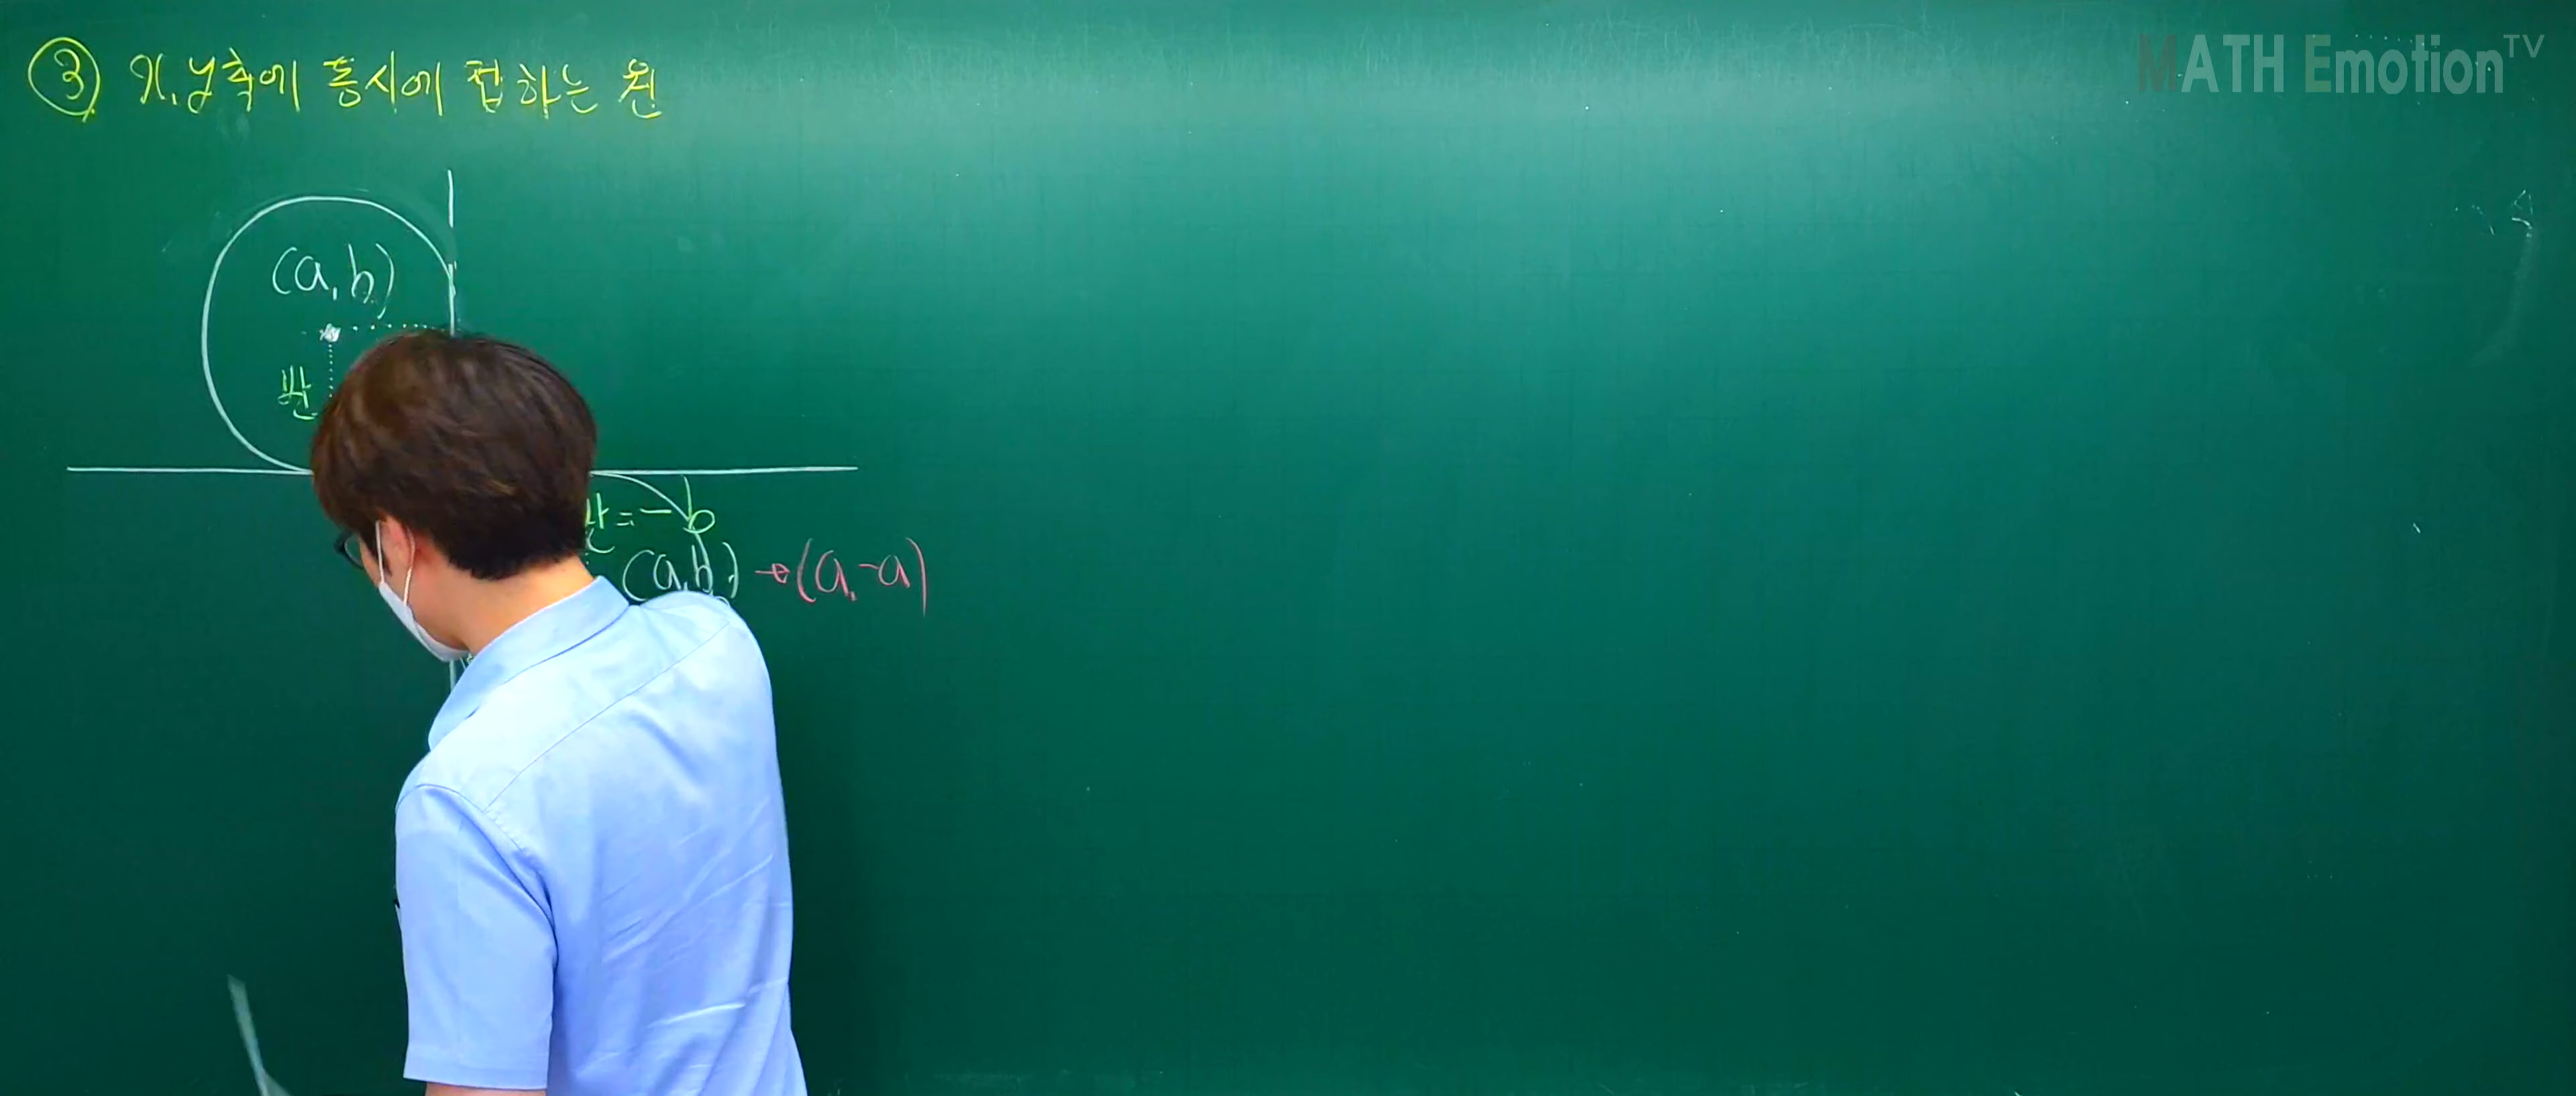 ③ x, y축에 동시에 접하는 원
MATH Emotion TV
(a, b)
반
반 = -b
(a, b) → (a, -a)